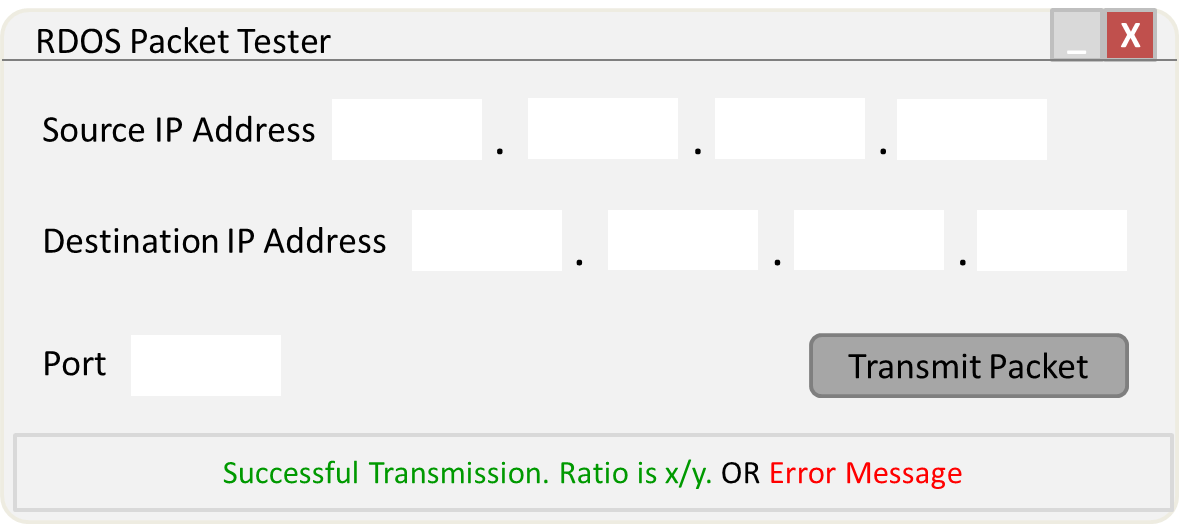 RDOS Packet Tester _ X
Source IP Address . . .
Destination IP Address . . .
Port Transmit Packet
Successful Transmission. Ratio is x/y. OR Error Message